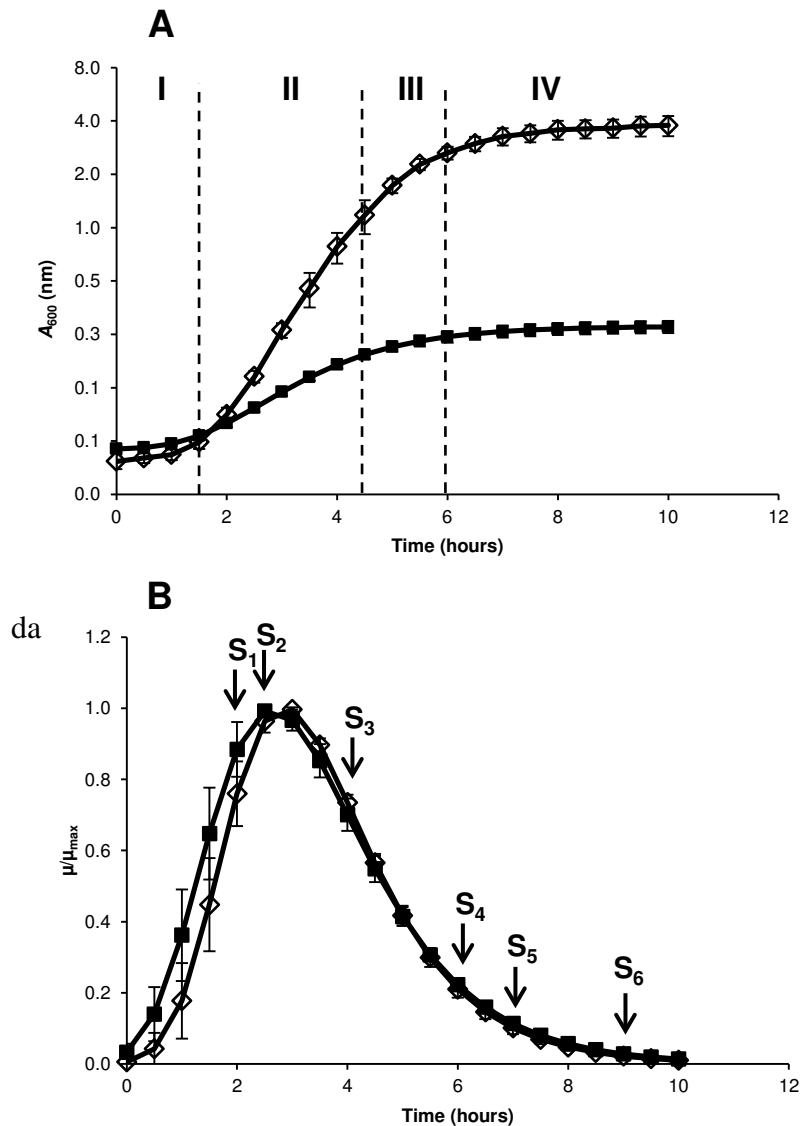 A
I II III IV
8.0
4.0
2.0
1.0
0.5
0.3
0.1
0.1
0.0
A600 (nm)
0 2 4 6 8 10 12
Time (hours)
B
da
S1 S2
S3
S4
S5
S6
1.2
1.0
0.8
0.6
0.4
0.2
0.0
µ/µmax
0 2 4 6 8 10 12
Time (hours)